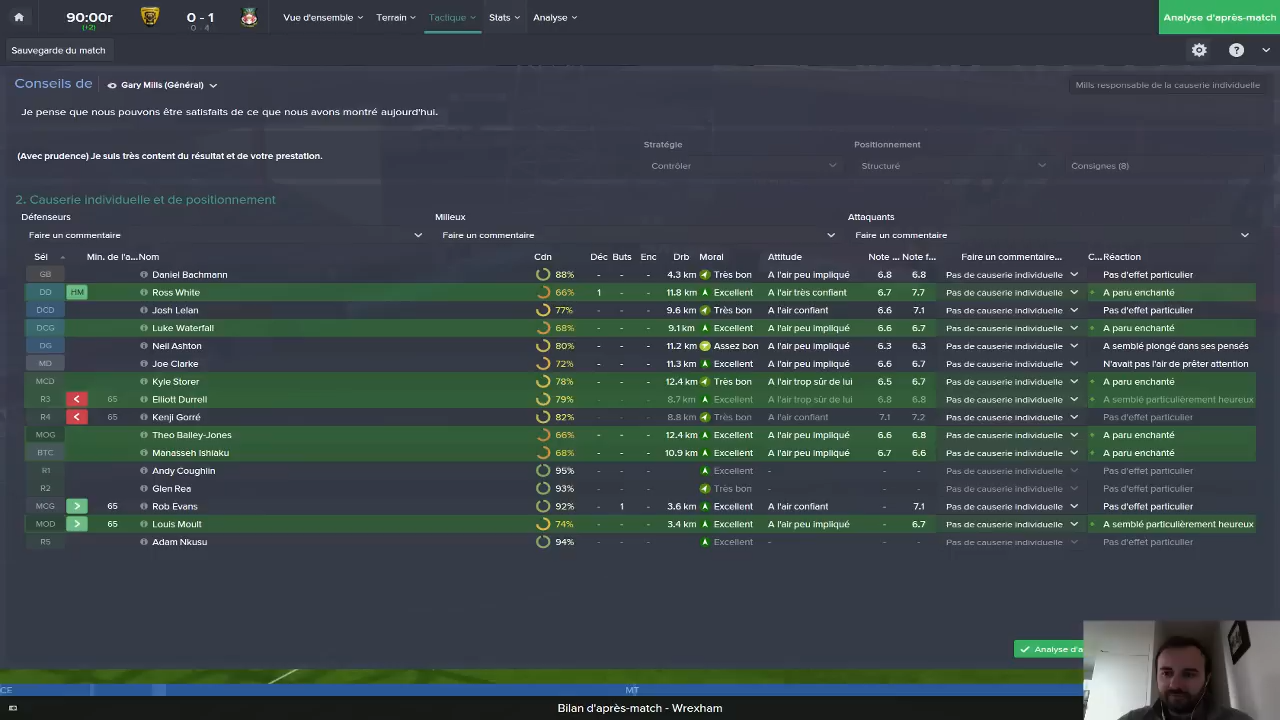 90:00r
(+2)
0 - 1
0 - 4
Vue d'ensemble
Terrain
Tactique
Stats
Analyse
Analyse d'après-match
Sauvegarde du match
Conseils de
Gary Mills (Général)
Mills responsable de la causerie individuelle
Je pense que nous pouvons être satisfaits de ce que nous avons montré aujourd'hui.
Stratégie Positionnement
(Avec prudence) Je suis très content du résultat et de votre prestation.
Contrôler Structuré Consignes (8)
2. Causerie individuelle et de positionnement
Défenseurs Milieux Attaquants
Faire un commentaire Faire un commentaire Faire un commentaire
Sél Min. de l'a... Nom Cdn Déc Buts Enc Drb Moral Attitude Note ... Note f... Faire un commentaire... C... Réaction
GB Daniel Bachmann 88% - - - 4.3 km Très bon A l'air peu impliqué 6.8 6.8 Pas de causerie individuelle Pas d'effet particulier
DD HM Ross White 66% 1 - - 11.8 km Excellent A l'air très confiant 6.7 7.7 Pas de causerie individuelle A paru enchanté
DCD Josh Lelan 77% - - - 9.6 km Très bon A l'air confiant 6.6 7.1 Pas de causerie individuelle Pas d'effet particulier
DCG Luke Waterfall 68% - - - 9.1 km Excellent A l'air peu impliqué 6.6 6.7 Pas de causerie individuelle A paru enchanté
DG Neil Ashton 80% - - - 11.2 km Assez bon A l'air peu impliqué 6.3 6.3 Pas de causerie individuelle A semblé plongé dans ses pensés
MD Joe Clarke 72% - - - 11.3 km Excellent A l'air peu impliqué 6.6 6.7 Pas de causerie individuelle N'avait pas l'air de prêter attention
MCD Kyle Storer 78% - - - 12.4 km Très bon A l'air trop sûr de lui 6.5 6.7 Pas de causerie individuelle A paru enchanté
R3 < 65 Elliott Durrell 79% - - - 8.7 km Excellent A l'air trop sûr de lui 6.8 6.8 Pas de causerie individuelle A semblé particulièrement heureux
R4 < 65 Kenji Gorré 82% - - - 8.8 km Très bon A l'air confiant 7.1 7.2 Pas de causerie individuelle Pas d'effet particulier
MOG Theo Bailey-Jones 66% - - - 12.4 km Excellent A l'air peu impliqué 6.6 6.8 Pas de causerie individuelle A paru enchanté
BTC Manasseh Ishiaku 68% - - - 10.9 km Excellent A l'air peu impliqué 6.7 6.6 Pas de causerie individuelle A paru enchanté
R1 Andy Coughlin 95% - - - Excellent - Pas de causerie individuelle Pas d'effet particulier
R2 Glen Rea 93% - - - Très bon - Pas de causerie individuelle Pas d'effet particulier
MCG > 65 Rob Evans 92% - 1 - 3.6 km Excellent A l'air confiant - 7.1 Pas de causerie individuelle Pas d'effet particulier
MOD > 65 Louis Moult 74% - - - 3.4 km Excellent A l'air peu impliqué - 6.7 Pas de causerie individuelle A semblé particulièrement heureux
R5 Adam Nkusu 94% - - - Excellent - Pas de causerie individuelle Pas d'effet particulier
Analyse d'a
CE MT
Bilan d'après-match - Wrexham